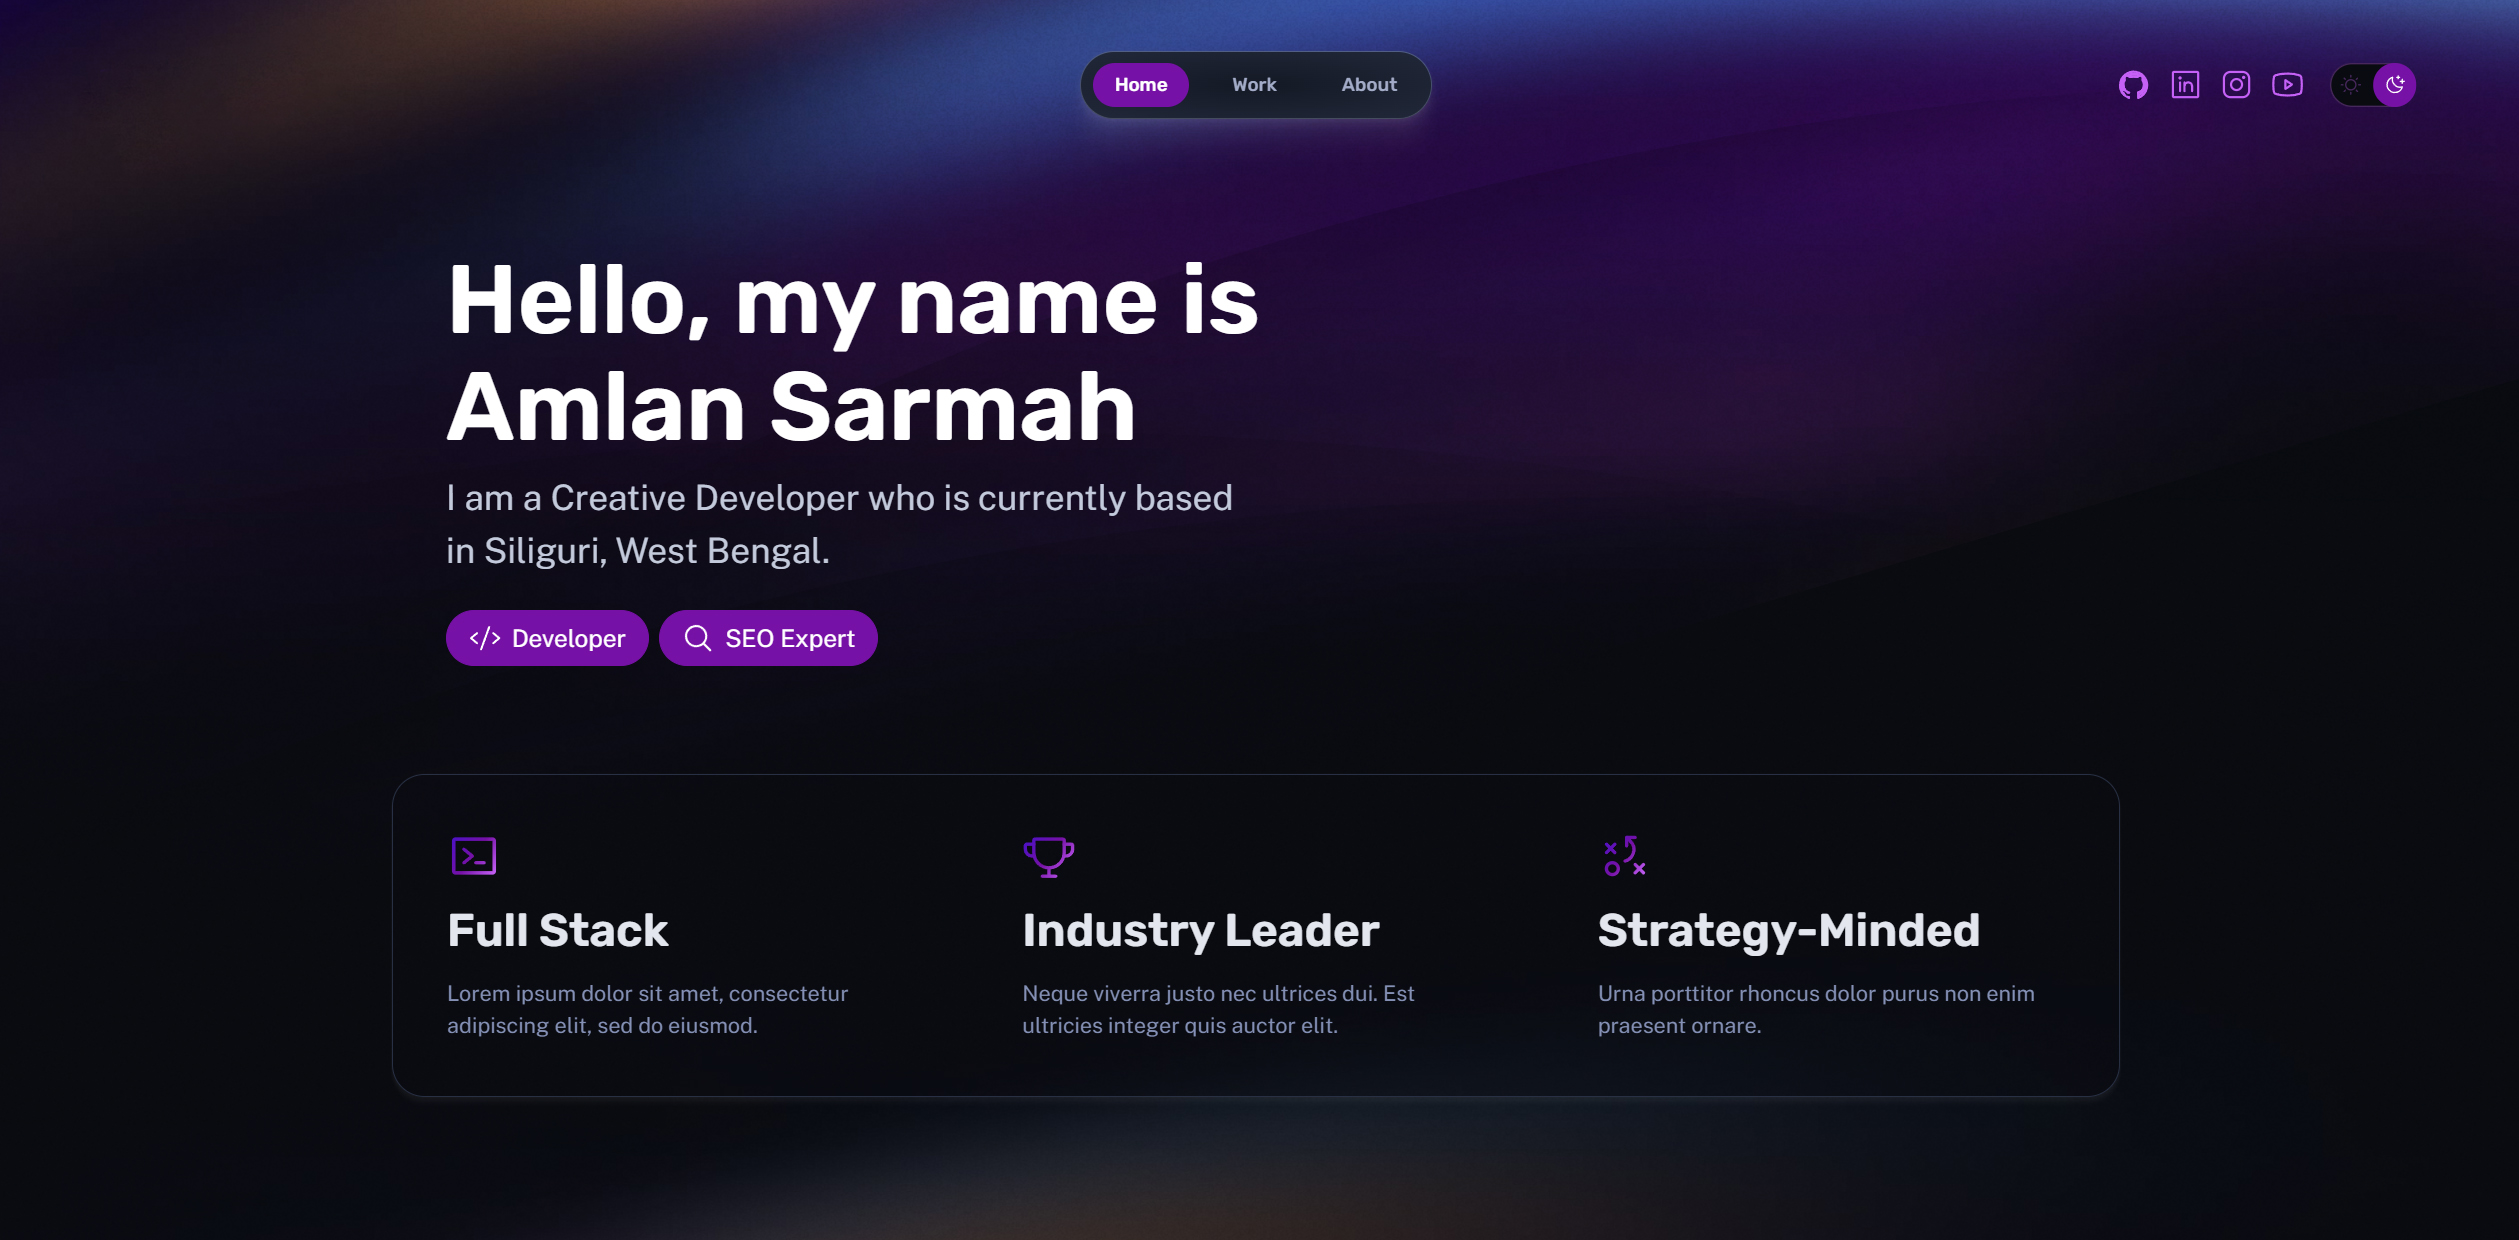 Home Work About
Hello, my name is
Amlan Sarmah
I am a Creative Developer who is currently based
in Siliguri, West Bengal.
Developer
SEO Expert
Full Stack
Lorem ipsum dolor sit amet, consectetur
adipiscing elit, sed do eiusmod.
Industry Leader
Neque viverra justo nec ultrices dui. Est
ultricies integer quis auctor elit.
Strategy-Minded
Urna porttitor rhoncus dolor purus non enim
praesent ornare.